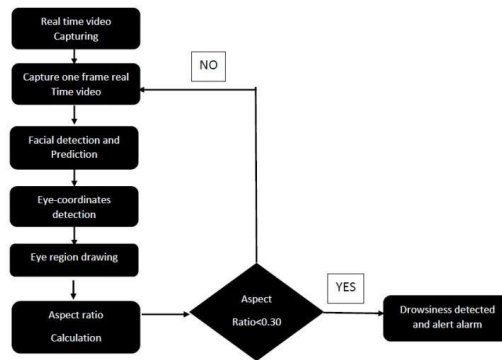 Real time video
Capturing
NO
Capture one frame real
Time video
Facial detection and
Prediction
Eye-coordinates
detection
Eye region drawing
Aspect ratio
Calculation
Aspect
Ratio<0.30
YES
Drowsiness detected
and alert alarm